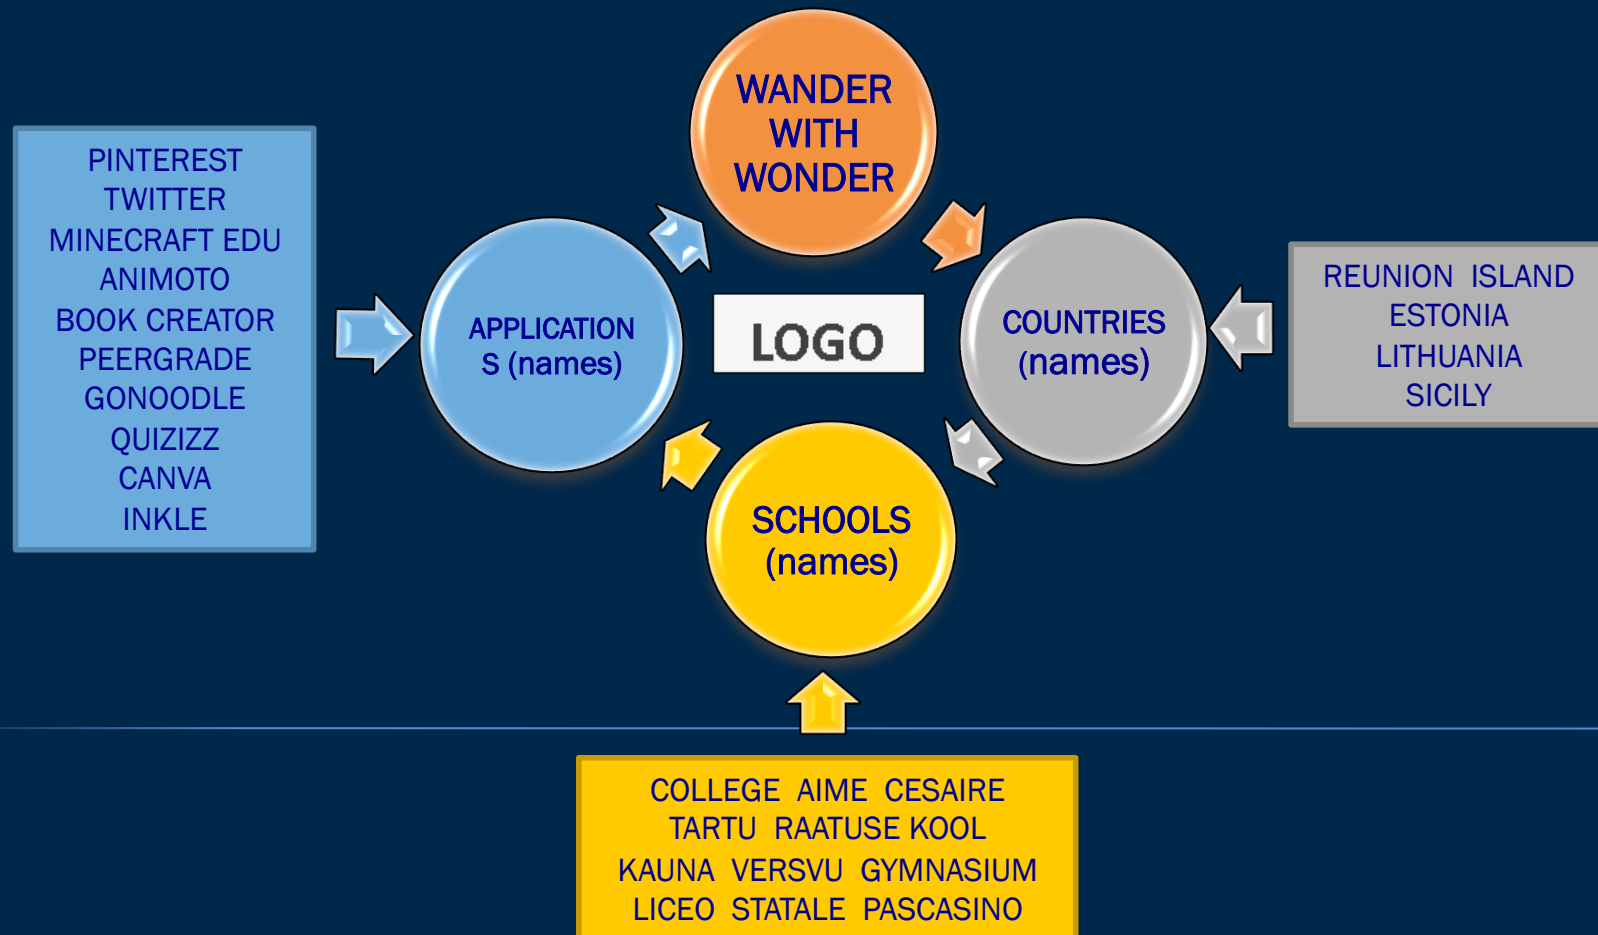 WANDER
WITH
WONDER
PINTEREST
TWITTER
MINECRAFT EDU
ANIMOTO
BOOK CREATOR
PEERGRADE
GONOODLE
QUIZIZZ
CANVA
INKLE
APPLICATION
S (names)
LOGO
COUNTRIES
(names)
REUNION ISLAND
ESTONIA
LITHUANIA
SICILY
SCHOOLS
(names)
COLLEGE AIME CESAIRE
TARTU RAATUSE KOOL
KAUNA VERSVU GYMNASIUM
LICEO STATALE PASCASINO